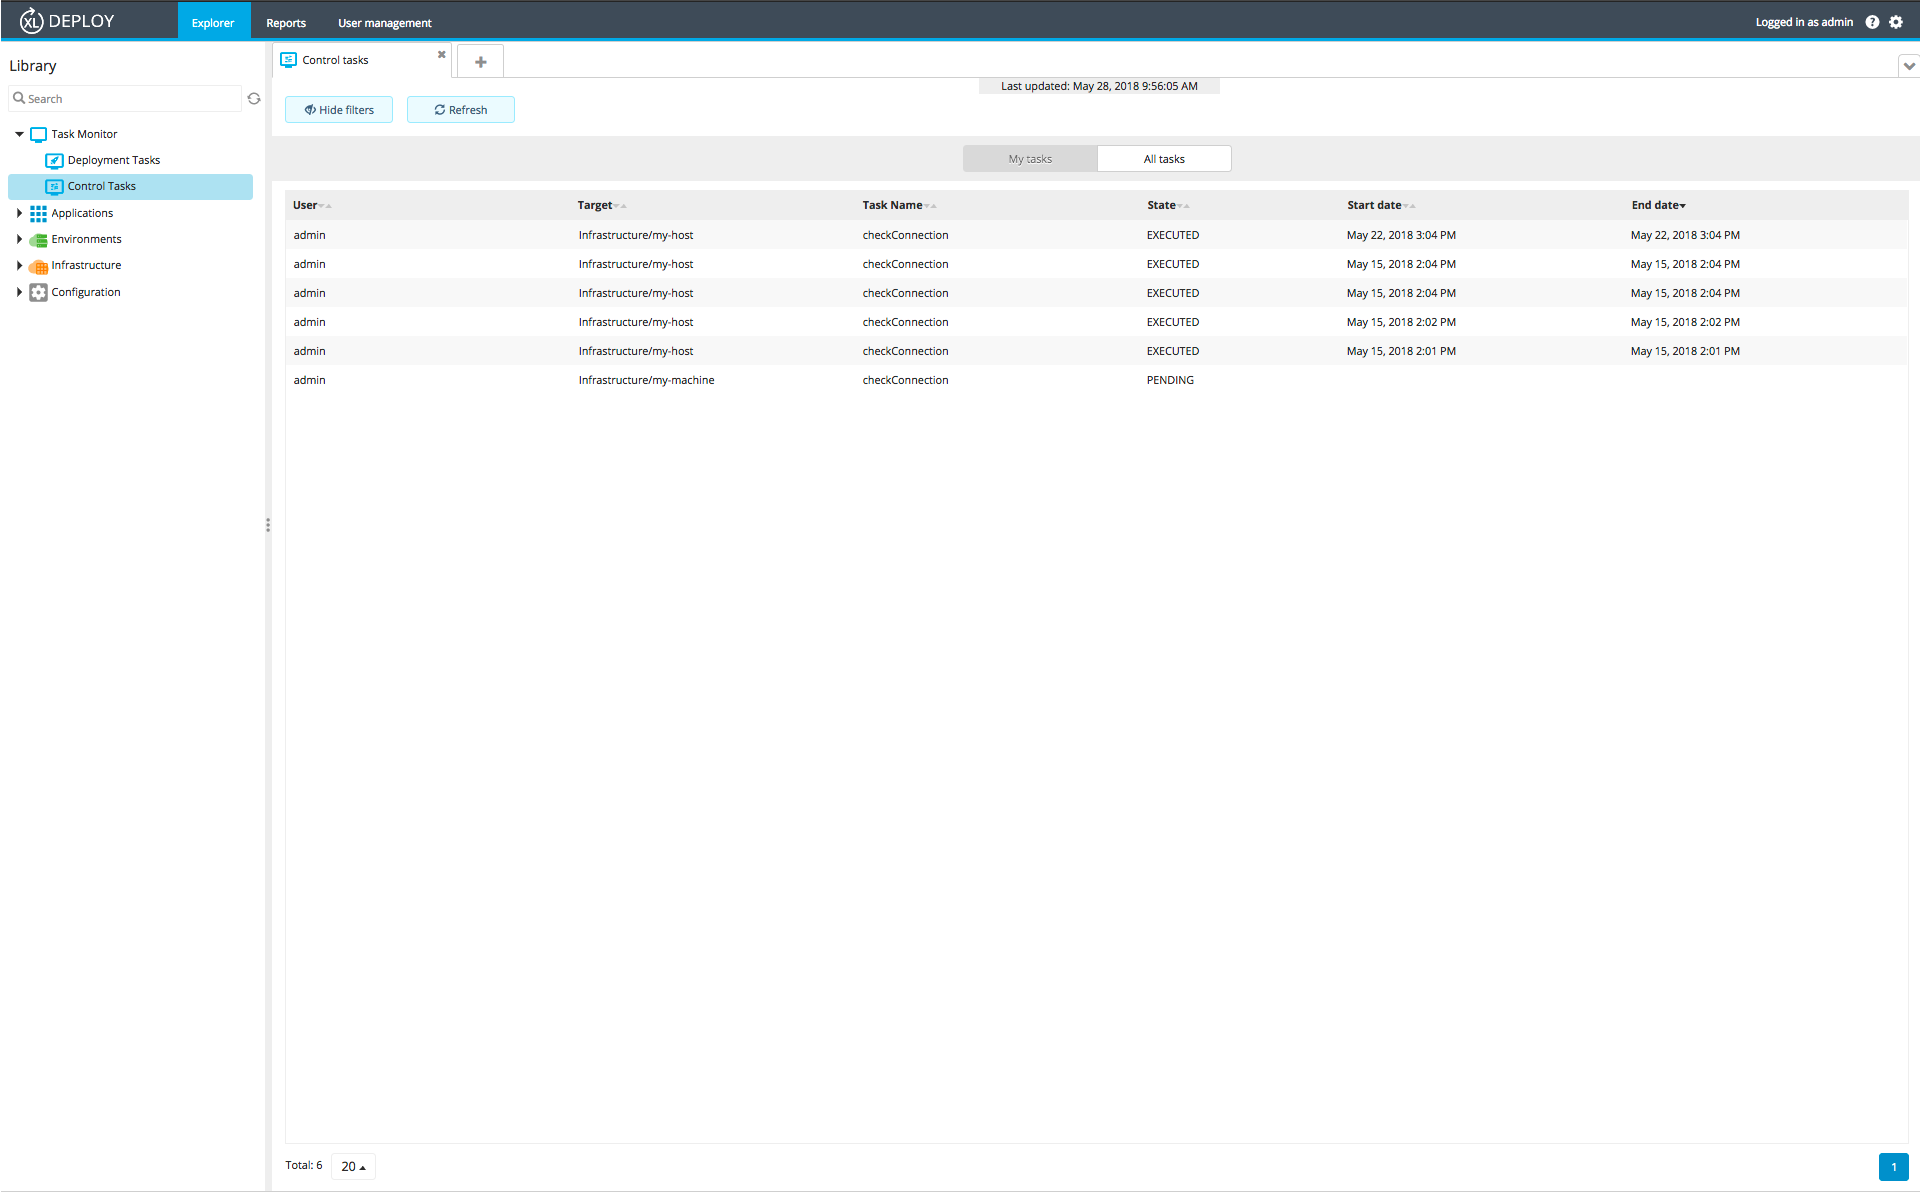 XL DEPLOY Explorer Reports User management Logged in as admin ?
Library
Search
Task Monitor
Deployment Tasks
Control Tasks
Applications
Environments
Infrastructure
Configuration
Control tasks
Last updated: May 28, 2018 9:56:05 AM
Hide filters Refresh
My tasks All tasks
User Target Task Name State Start date End date
admin Infrastructure/my-host checkConnection EXECUTED May 22, 2018 3:04 PM May 22, 2018 3:04 PM
admin Infrastructure/my-host checkConnection EXECUTED May 15, 2018 2:04 PM May 15, 2018 2:04 PM
admin Infrastructure/my-host checkConnection EXECUTED May 15, 2018 2:04 PM May 15, 2018 2:04 PM
admin Infrastructure/my-host checkConnection EXECUTED May 15, 2018 2:02 PM May 15, 2018 2:02 PM
admin Infrastructure/my-host checkConnection EXECUTED May 15, 2018 2:01 PM May 15, 2018 2:01 PM
admin Infrastructure/my-machine checkConnection PENDING
Total: 6 20 1